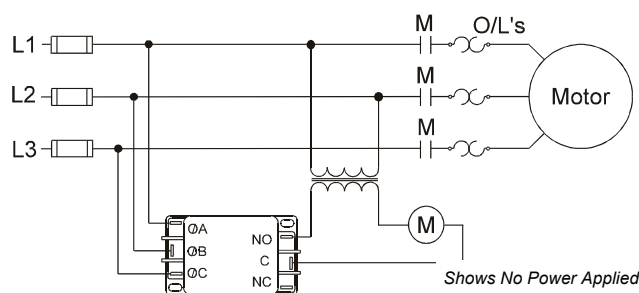 L1
M
O/L's
L2
M
Motor
L3
M
ØA
ØB
ØC
NO
C
NC
M
Shows No Power Applied